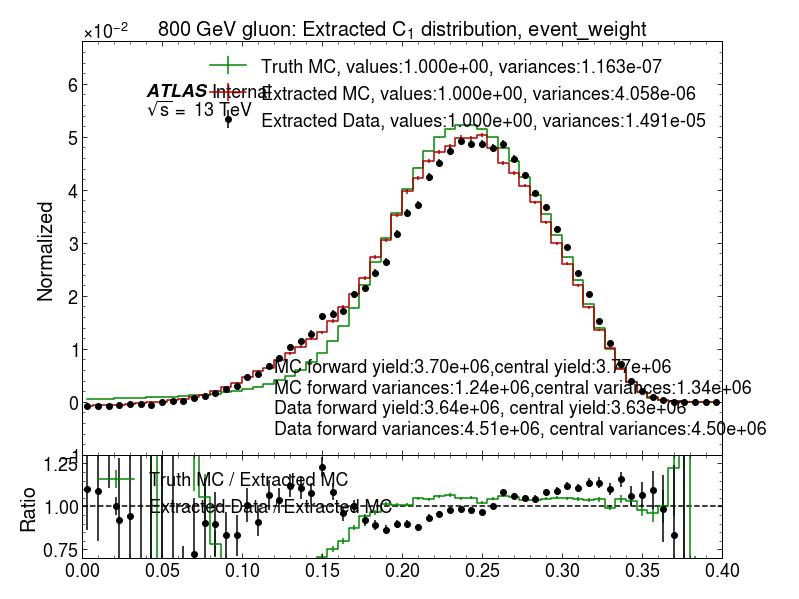 ×10⁻²
800 GeV gluon: Extracted C₁ distribution, event_weight
Truth MC, values:1.000e+00, variances:1.163e-07
ATLAS Internal
Extracted MC, values:1.000e+00, variances:4.058e-06
√s = 13 TeV
Extracted Data, values:1.000e+00, variances:1.491e-05
6
5
4
3
2
1
0
Normalized
MC forward yield:3.70e+06,central yield:3.77e+06
MC forward variances:1.24e+06,central variances:1.34e+06
Data forward yield:3.64e+06, central yield:3.63e+06
Data forward variances:4.51e+06, central variances:4.50e+06
1.25
1.00
0.75
Ratio
Truth MC / Extracted MC
Extracted Data / Extracted MC
0.00 0.05 0.10 0.15 0.20 0.25 0.30 0.35 0.40